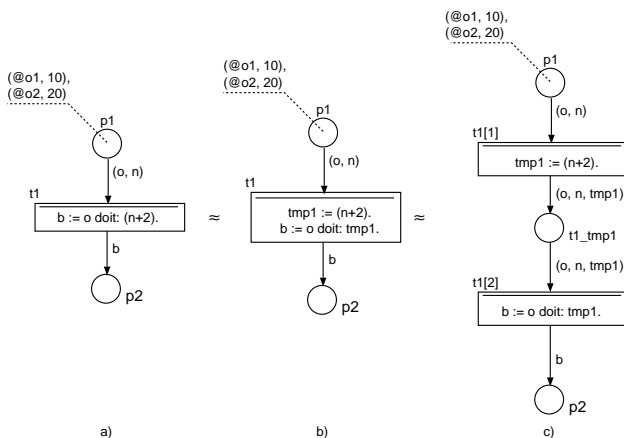 (@o1, 10),
(@o2, 20)
p1
(o, n)
t1
b := o doit: (n+2).
b
p2
a)
≈
(@o1, 10),
(@o2, 20)
p1
(o, n)
t1
tmp1 := (n+2).
b := o doit: tmp1.
b
p2
b)
≈
(@o1, 10),
(@o2, 20)
p1
(o, n)
t1[1]
tmp1 := (n+2).
(o, n, tmp1)
t1_tmp1
(o, n, tmp1)
t1[2]
b := o doit: tmp1.
b
p2
c)